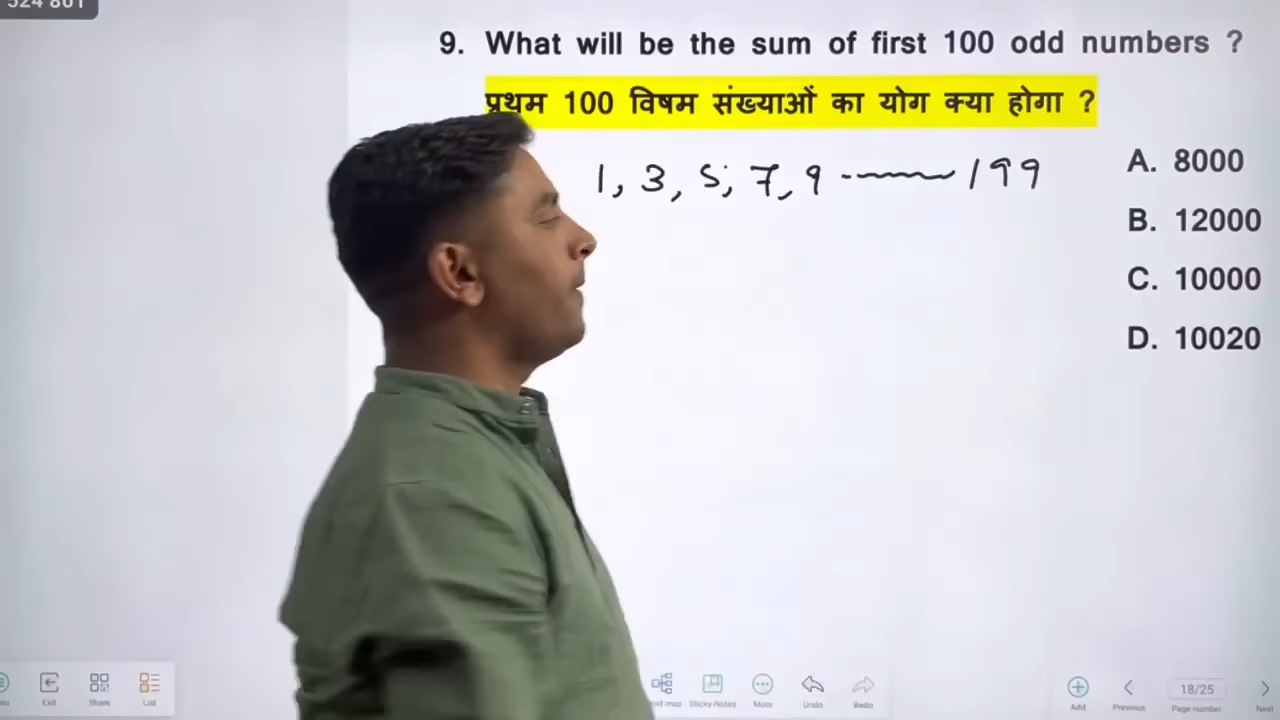 9. What will be the sum of first 100 odd numbers ?
प्रथम 100 विषम संख्याओं का योग क्या होगा ?
1, 3, 5, 7, 9 ------ 199
A. 8000
B. 12000
C. 10000
D. 10020
Exit
Share
List
Sticky Notes
More
Undo
Redo
Add
Previous
18/25
Page number
Next